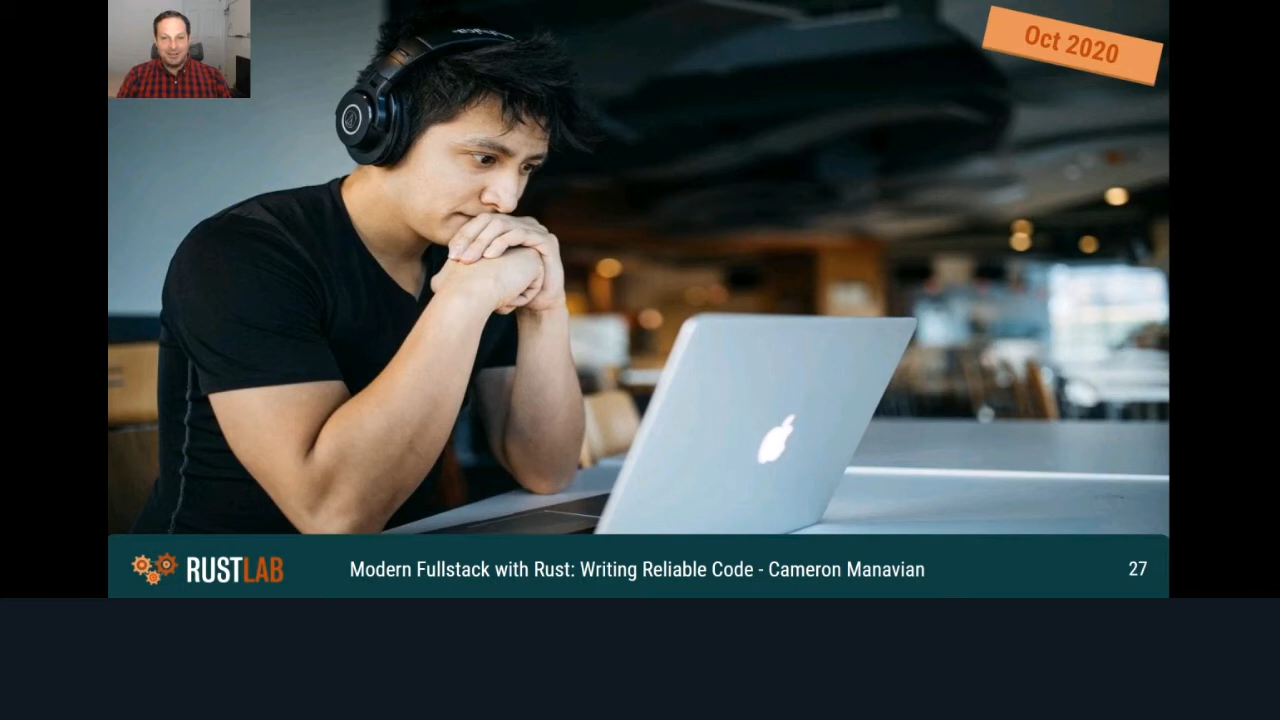 Oct 2020
RUSTLAB
Modern Fullstack with Rust: Writing Reliable Code - Cameron Manavian
27